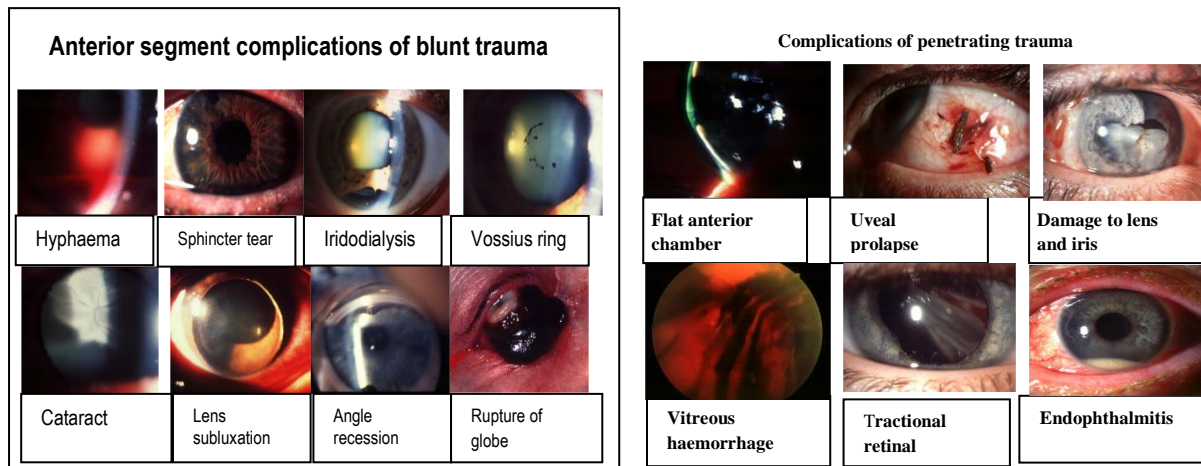 Anterior segment complications of blunt trauma
Hyphaema
Sphincter tear
Iridodialysis
Vossius ring
Cataract
Lens
subluxation
Angle
recession
Rupture of
globe
Complications of penetrating trauma
Flat anterior
chamber
Uveal
prolapse
Damage to lens
and iris
Vitreous
haemorrhage
Tractional
retinal
Endophthalmitis